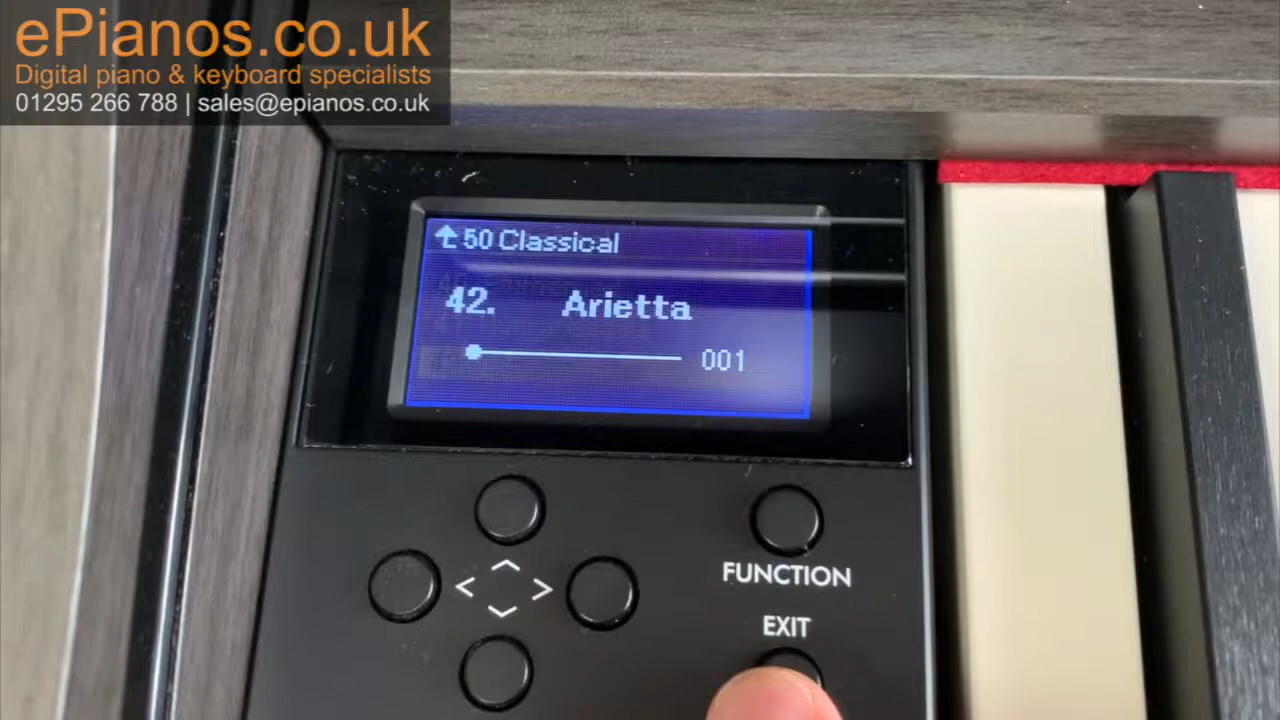 ePianos.co.uk
Digital piano & keyboard specialists
01295 266 788 | sales@epianos.co.uk
50 Classical
42. Arietta
001
< >
FUNCTION
EXIT